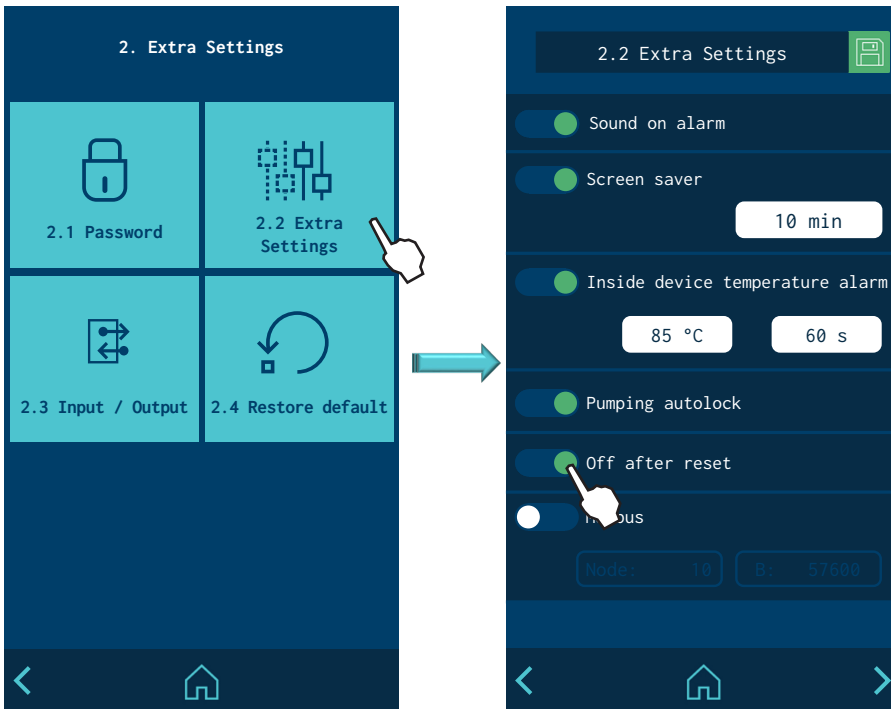 2. Extra Settings
2.1 Password
2.2 Extra
Settings
2.3 Input / Output
2.4 Restore default
2.2 Extra Settings
Sound on alarm
Screen saver
10 min
Inside device temperature alarm
85 °C
60 s
Pumping autolock
Off after reset
Node: 10
B: 57600